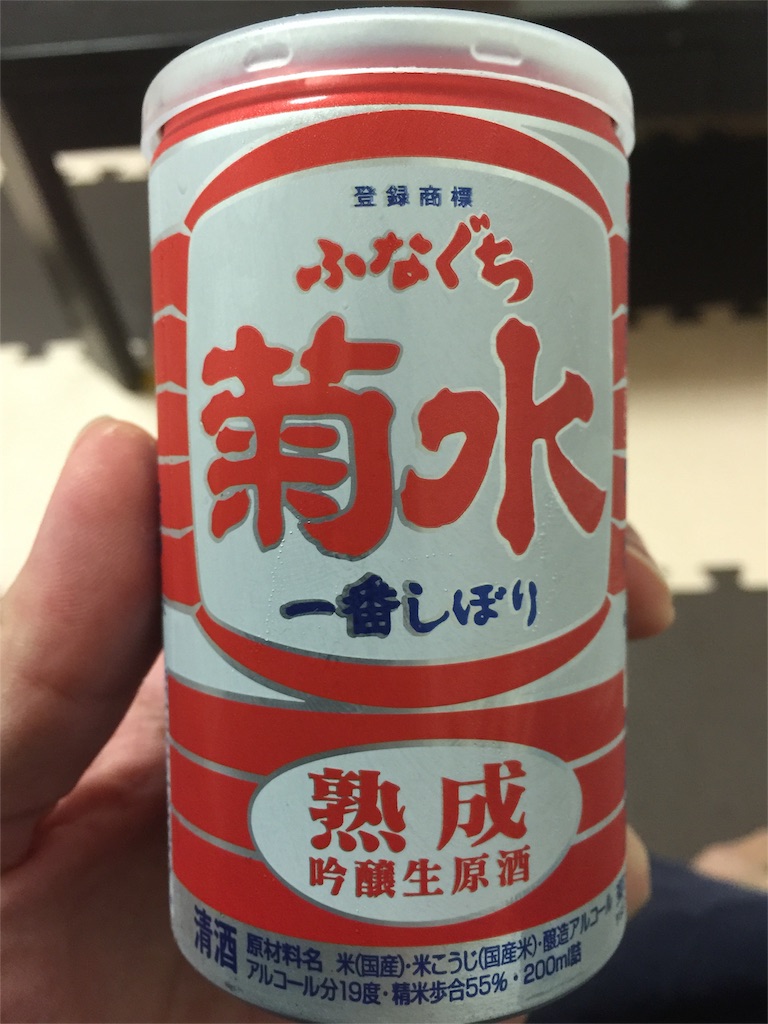 登録商標
ふなぐち
菊水
一番しぼり
熟成
吟醸生原酒
清酒
原材料名 米(国産)・米こうじ(国産米)・醸造アルコール
アルコール分19度・精米歩合55%・200ml詰